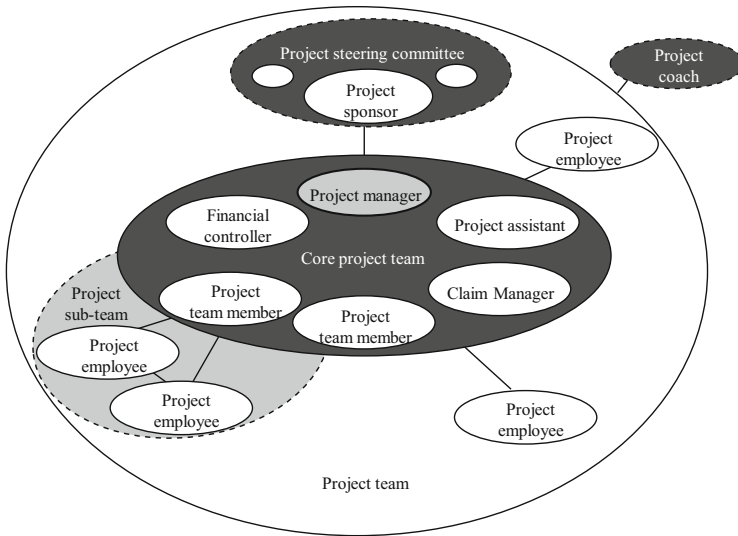 Project steering committee
Project
sponsor
Project
coach
Project
employee
Project manager
Financial
controller
Project assistant
Core project team
Project
team member
Claim Manager
Project
team member
Project
sub-team
Project
employee
Project
employee
Project
employee
Project team